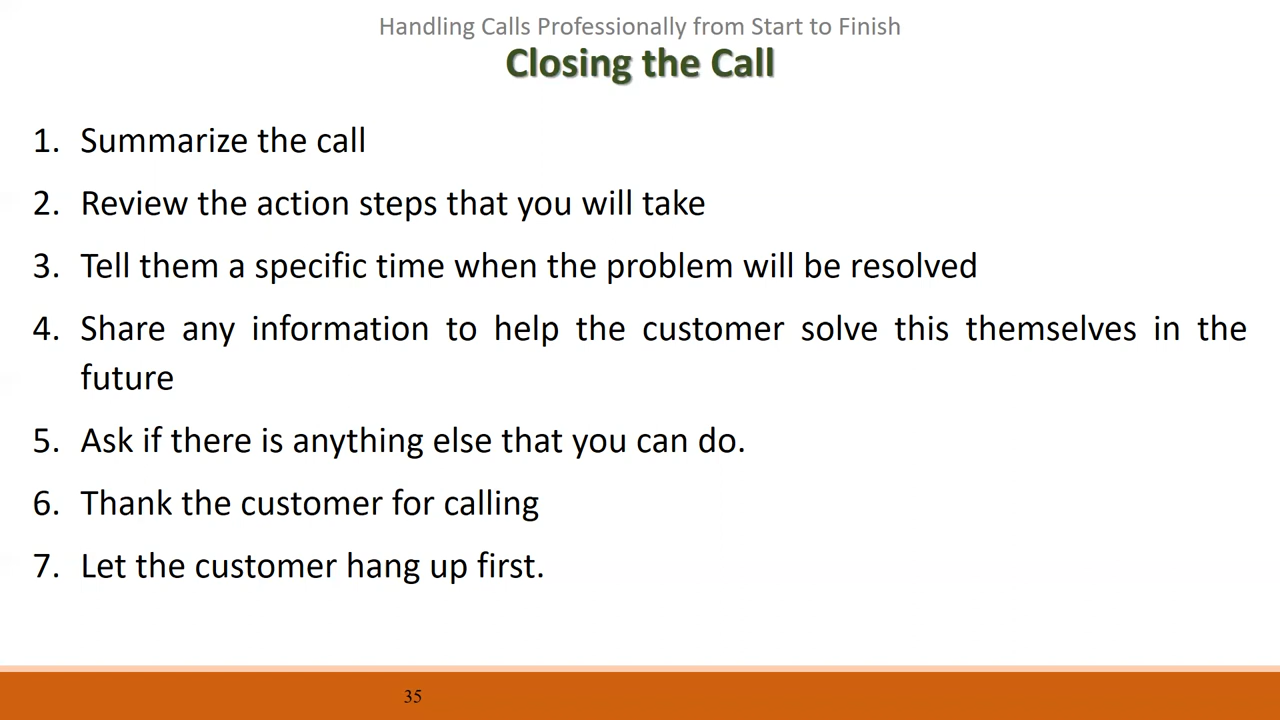 Handling Calls Professionally from Start to Finish
Closing the Call
1. Summarize the call
2. Review the action steps that you will take
3. Tell them a specific time when the problem will be resolved
4. Share any information to help the customer solve this themselves in the
future
5. Ask if there is anything else that you can do.
6. Thank the customer for calling
7. Let the customer hang up first.
35